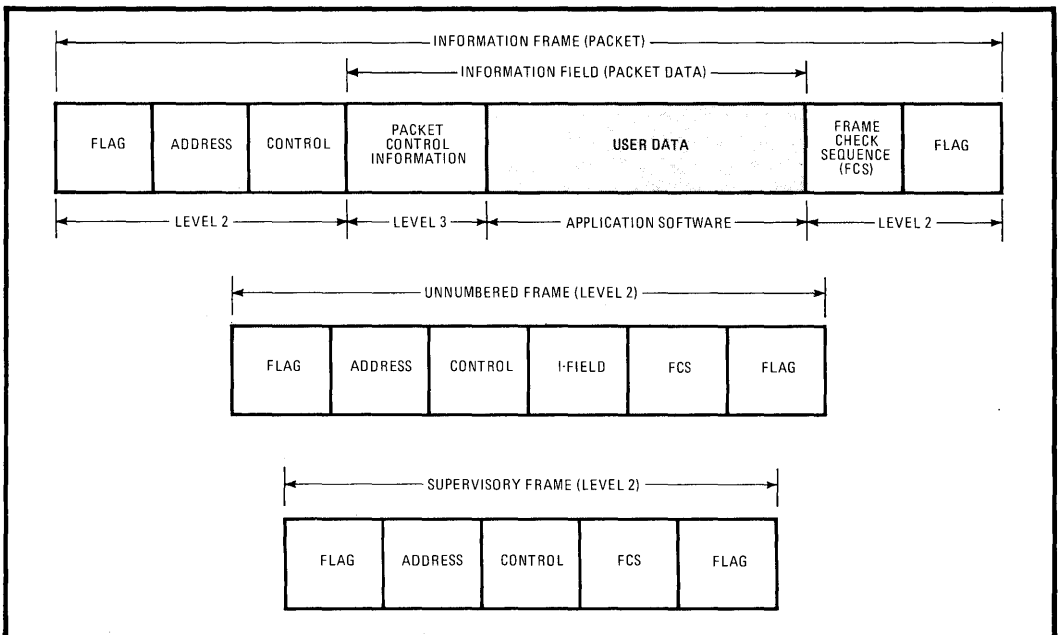 INFORMATION FRAME (PACKET)
INFORMATION FIELD (PACKET DATA)
FLAG
ADDRESS
CONTROL
PACKET
CONTROL
INFORMATION
USER DATA
FRAME
CHECK
SEQUENCE
(FCS)
FLAG
LEVEL 2
LEVEL 3
APPLICATION SOFTWARE
LEVEL 2
UNNUMBERED FRAME (LEVEL 2)
FLAG
ADDRESS
CONTROL
I-FIELD
FCS
FLAG
SUPERVISORY FRAME (LEVEL 2)
FLAG
ADDRESS
CONTROL
FCS
FLAG